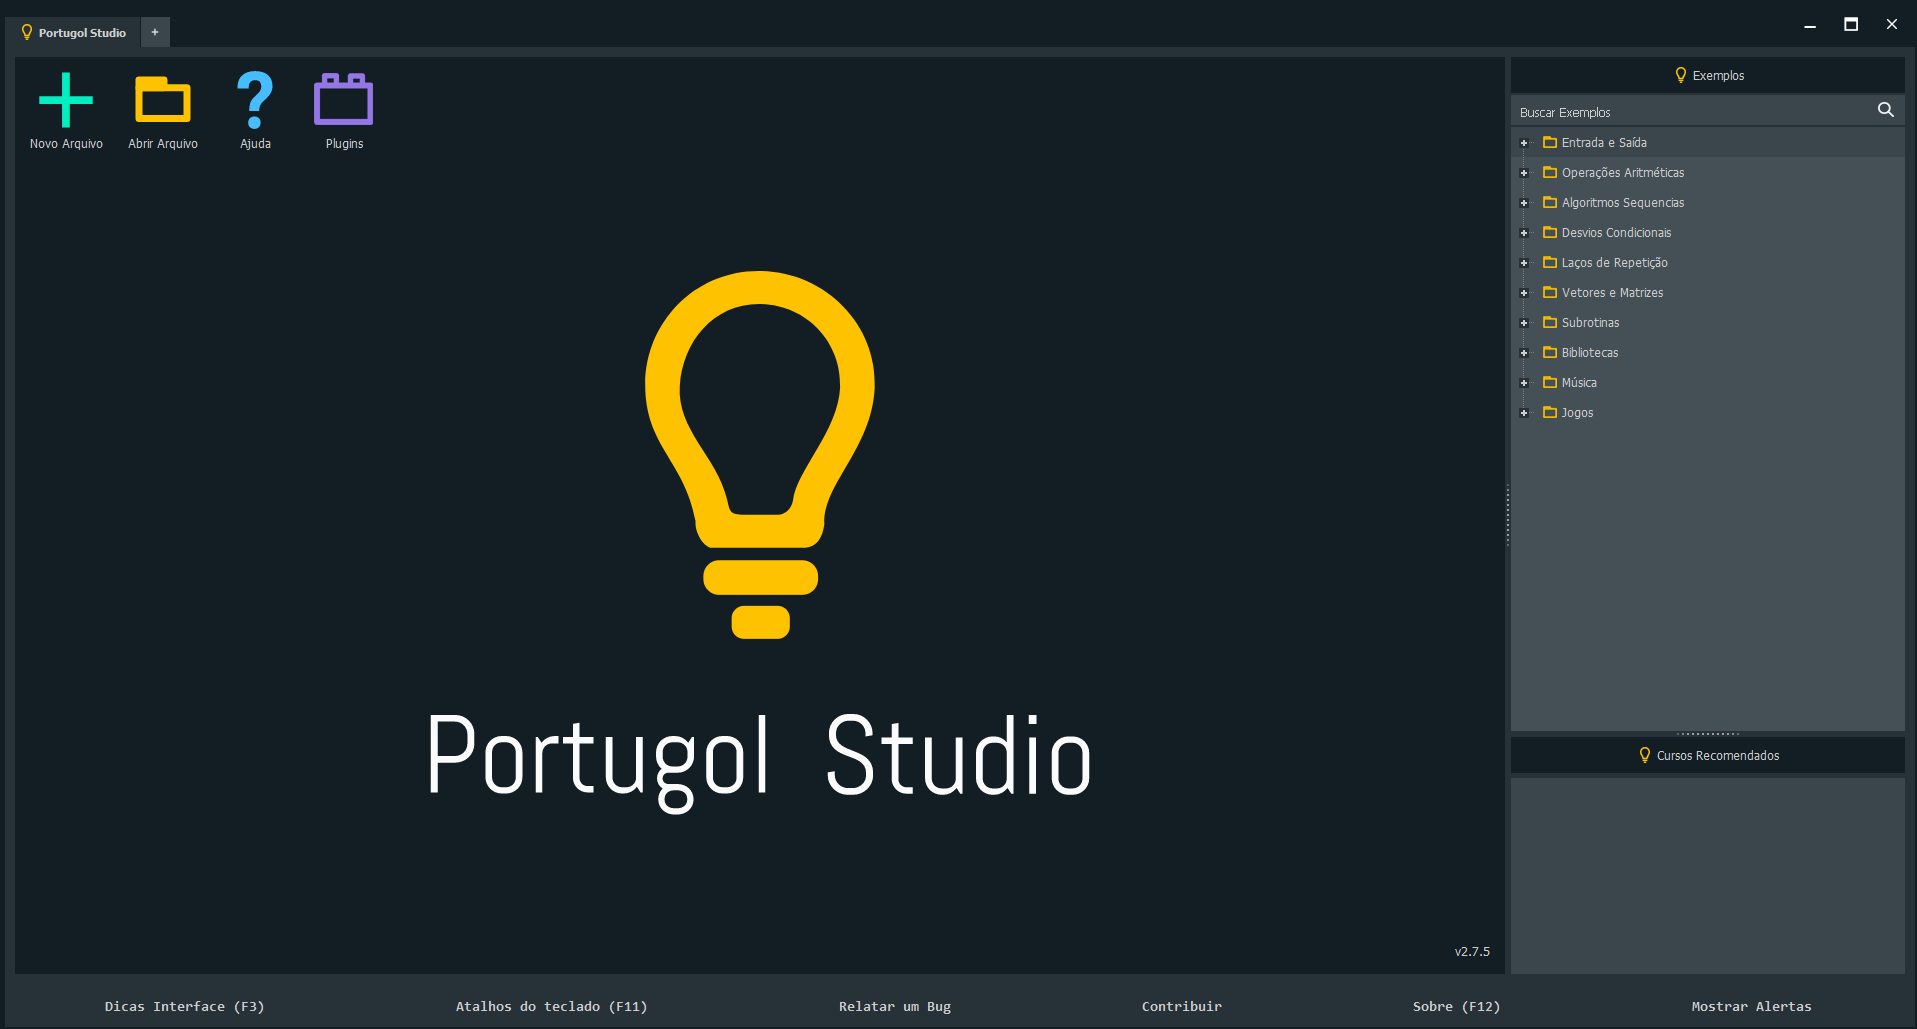 Portugol Studio
+
Novo Arquivo
Abrir Arquivo
Ajuda
Plugins
Portugol Studio
v2.7.5
Exemplos
Buscar Exemplos
Entrada e Saída
Operações Aritméticas
Algoritmos Sequencias
Desvios Condicionais
Laços de Repetição
Vetores e Matrizes
Subrotinas
Bibliotecas
Música
Jogos
Cursos Recomendados
Dicas Interface (F3)
Atalhos do teclado (F11)
Relatar um Bug
Contribuir
Sobre (F12)
Mostrar Alertas